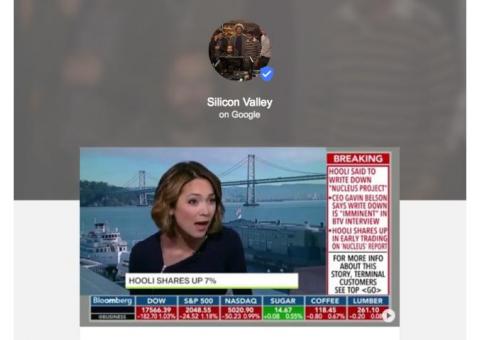 Silicon Valley
on Google
BREAKING
HOOLI SAID TO
WRITE DOWN
"NUCLEUS PROJECT"
•CEO GAVIN BELSON
SAYS WRITE DOWN
IS "IMMINENT" IN
BTV INTERVIEW
•HOOLI SHARES UP
IN EARLY TRADING
ON 'NUCLEUS' REPORT
FOR MORE INFO
ABOUT THIS
STORY, TERMINAL
CUSTOMERS
SEE TOP <GO>
HOOLI SHARES UP 7%
Bloomberg DOW S&P 500 NASDAQ SUGAR COFFEE LUMBER
@BUSINESS 17566.39 2048.55 5020.90 14.67 118.45 261.10
-182.70 1.03% -24.52 1.18% -50.23 0.99% +0.08 0.55% -0.80 0.67% -0.20 0.08